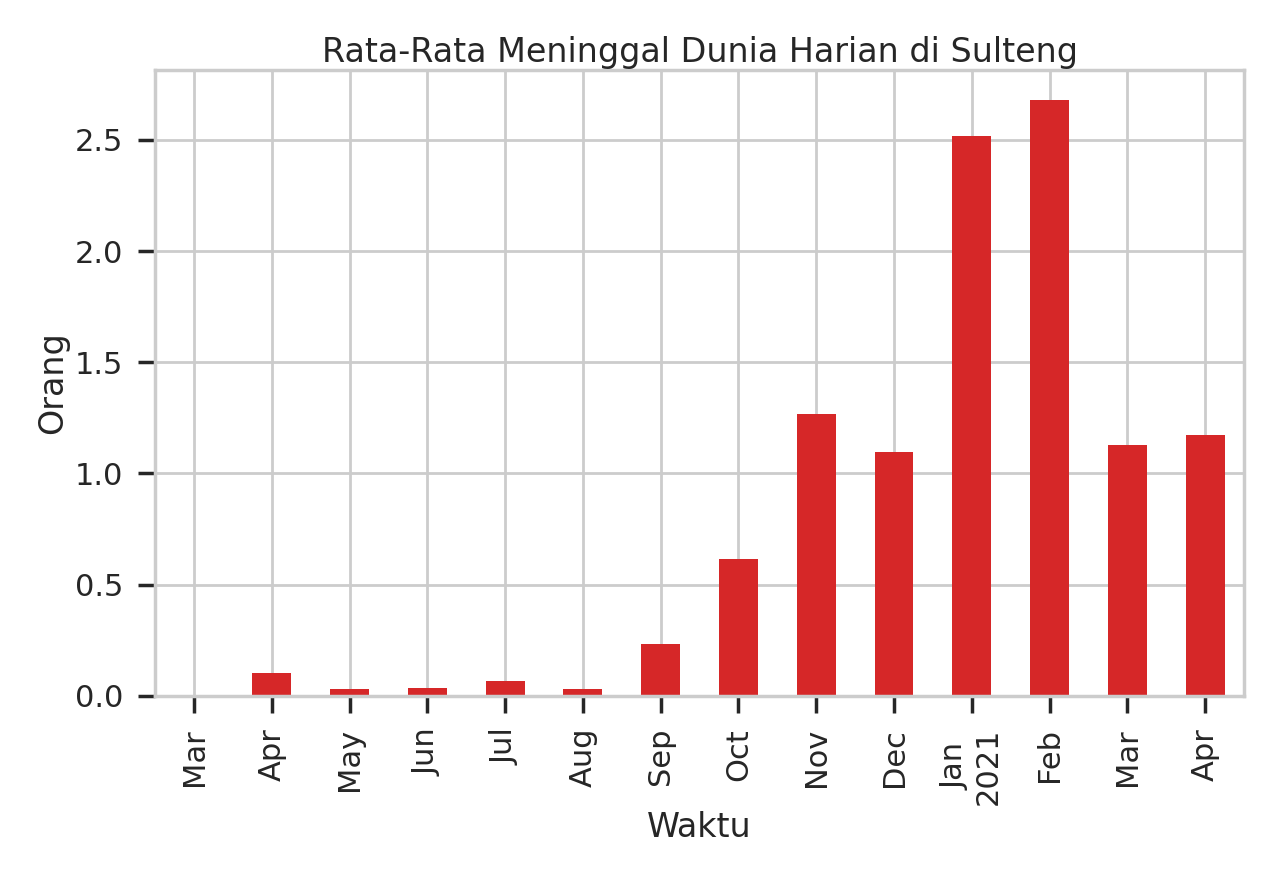 Rata-Rata Meninggal Dunia Harian di Sulteng
Orang
2.5
2.0
1.5
1.0
0.5
0.0
Mar
Apr
May
Jun
Jul
Aug
Sep
Oct
Nov
Dec
Jan
2021
Feb
Mar
Apr
Waktu